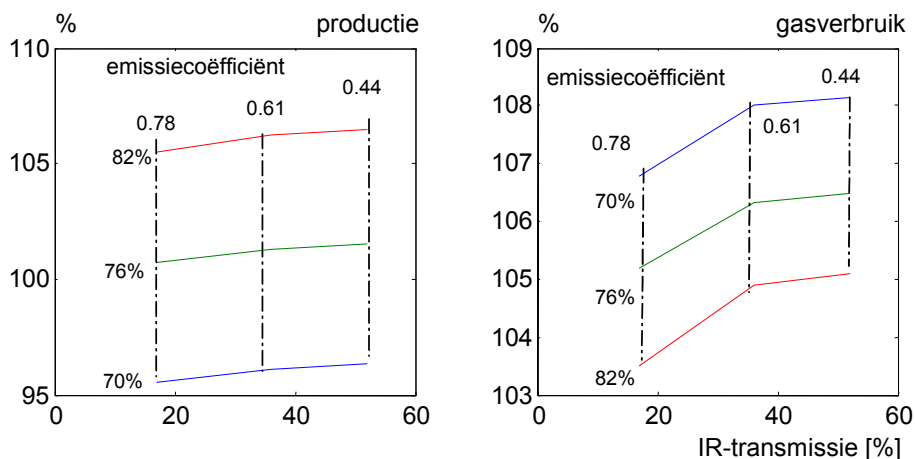 % productie
110
105
100
95
0 20 40 60
emissiecoëfficiënt
0.78 0.61 0.44
82%
76%
70%
% gasverbruik
109
108
107
106
105
104
103
0 20 40 60
emissiecoëfficiënt
0.78 0.61 0.44
70%
76%
82%
IR-transmissie [%]